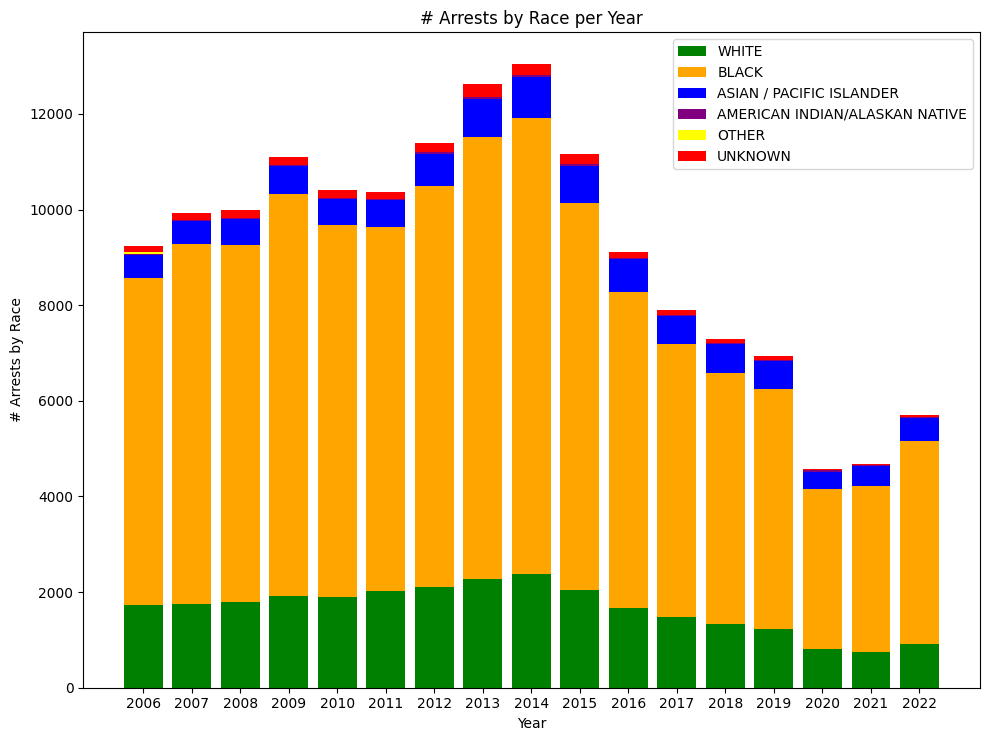 # Arrests by Race per Year
WHITE
BLACK
ASIAN / PACIFIC ISLANDER
AMERICAN INDIAN/ALASKAN NATIVE
OTHER
UNKNOWN
# Arrests by Race
12000
10000
8000
6000
4000
2000
0
2006 2007 2008 2009 2010 2011 2012 2013 2014 2015 2016 2017 2018 2019 2020 2021 2022
Year